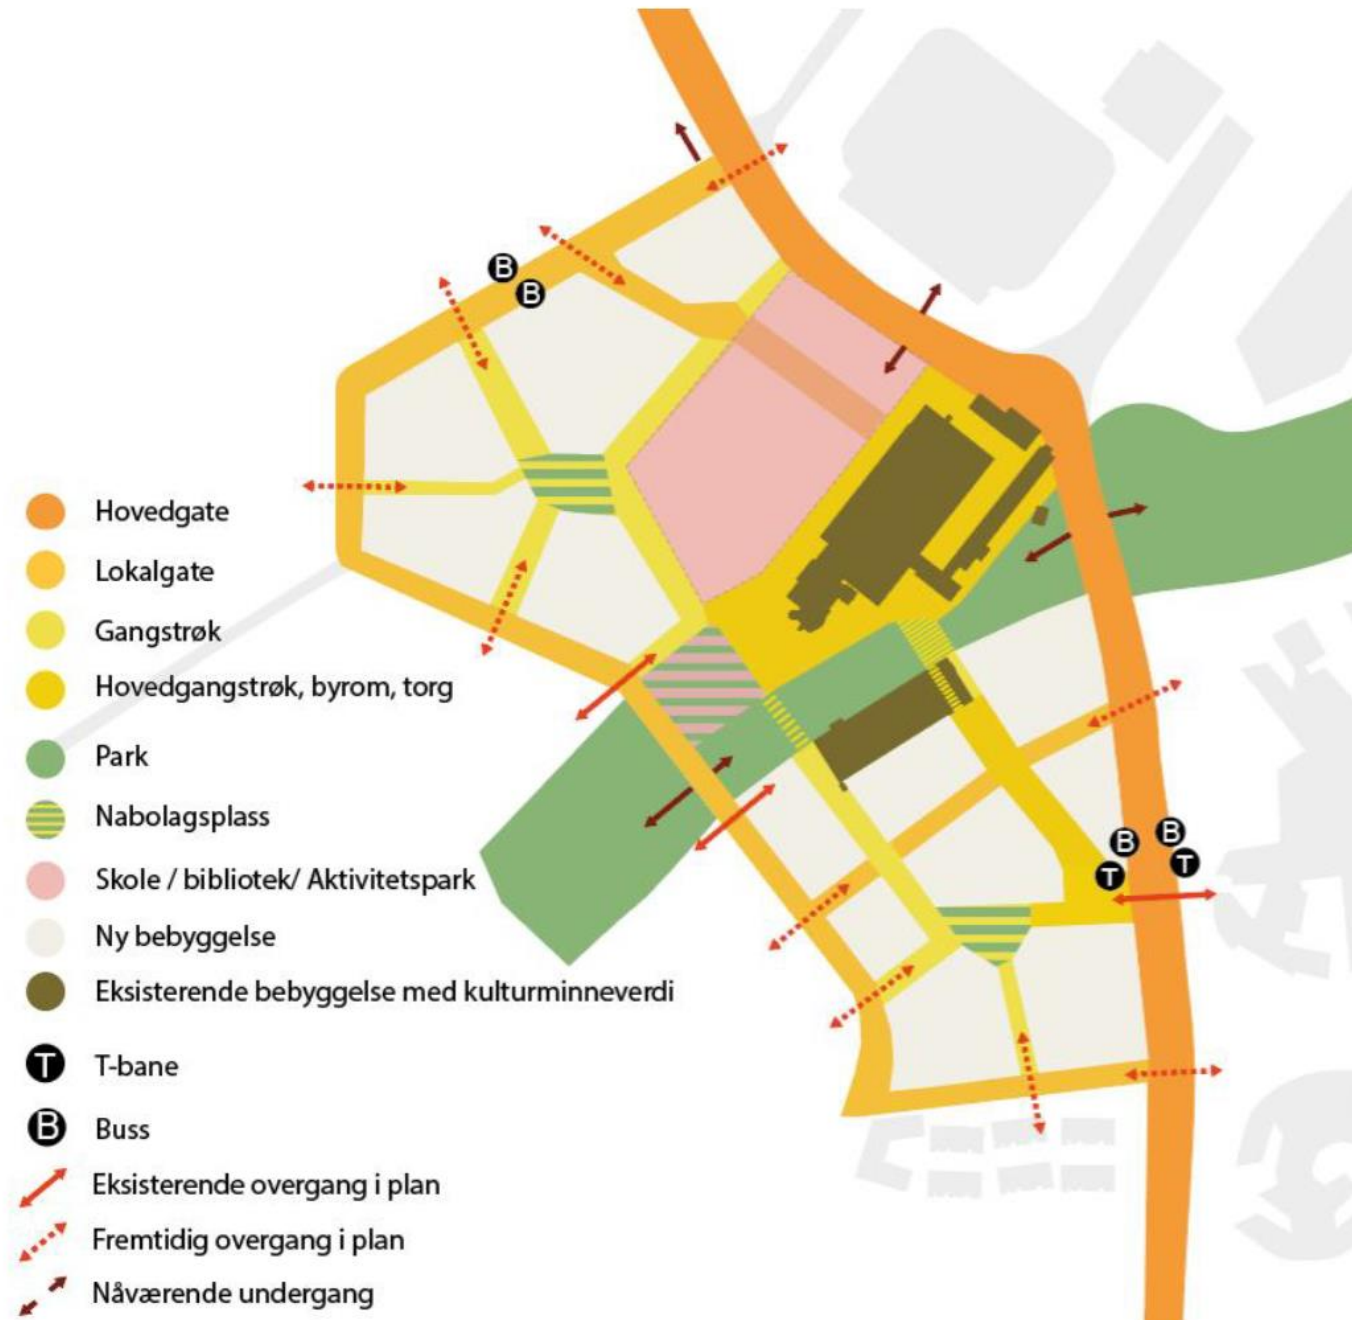 B
B
Hovedgate
Lokalgate
Gangstrøk
Hovedgangstrøk, byrom, torg
Park
Nabolagsplass
B
B
T
T
Skole / bibliotek/ Aktivitetspark
Ny bebyggelse
Eksisterende bebyggelse med kulturminneverdi
T T-bane
B Buss
Eksisterende overgang i plan
Fremtidig overgang i plan
Nåværende undergang